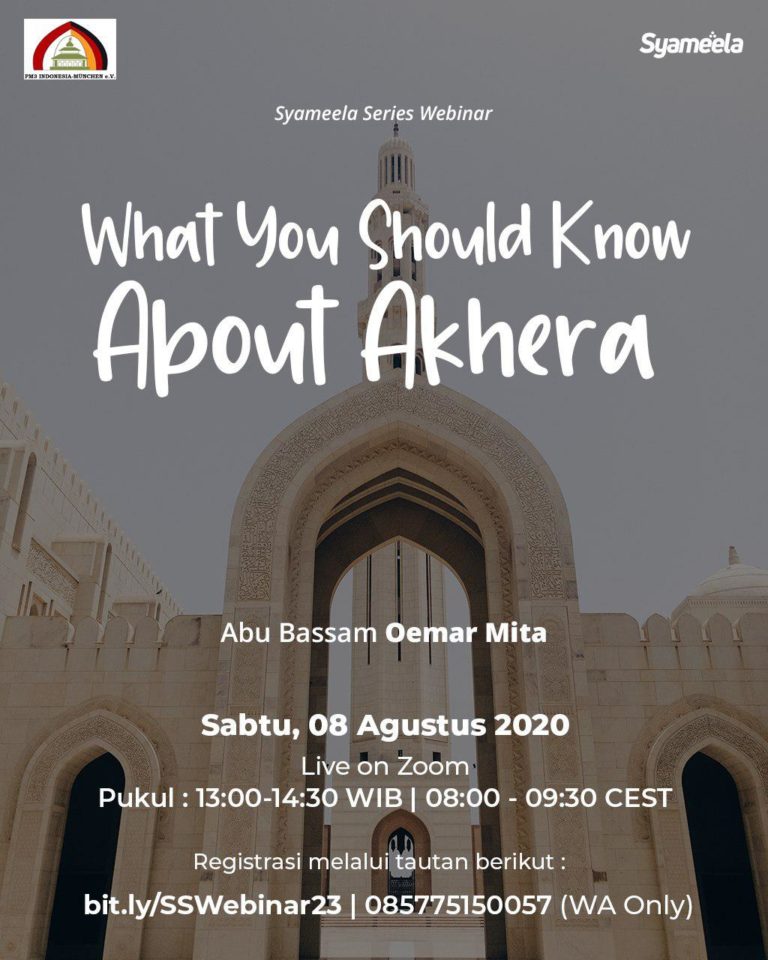 PM3 INDONESIA-MÜNCHEN e.V.
Syameela
Syameela Series Webinar
What You Should Know
About Akhera
Abu Bassam Oemar Mita
Sabtu, 08 Agustus 2020
Live on Zoom
Pukul : 13:00-14:30 WIB | 08:00 - 09:30 CEST
Registrasi melalui tautan berikut :
bit.ly/SSWebinar23 | 085775150057 (WA Only)